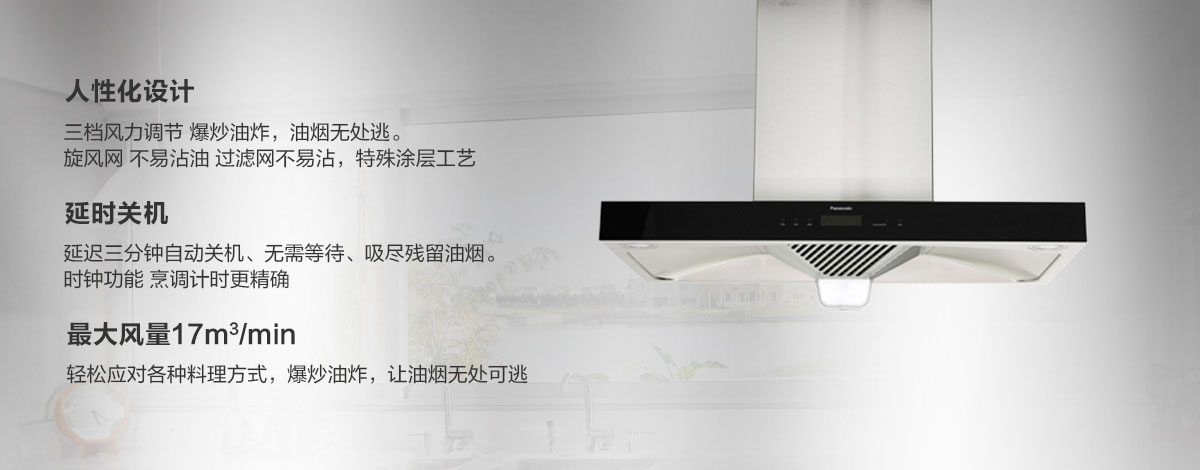 人性化设计
三档风力调节 爆炒油炸，油烟无处逃。
旋风网 不易沾油 过滤网不易沾，特殊涂层工艺
延时关机
延迟三分钟自动关机、无需等待、吸尽残留油烟。
时钟功能 烹调计时更精确
最大风量17m³/min
轻松应对各种料理方式，爆炒油炸，让油烟无处可逃
Panasonic